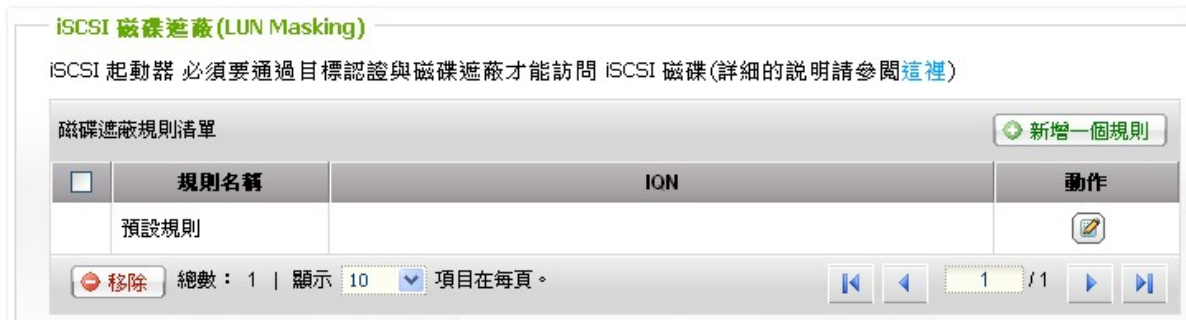 iSCSI 磁碟遮蔽(LUN Masking)
iSCSI 起動器 必須要通過目標認證與磁碟遮蔽才能訪問 iSCSI 磁碟(詳細的說明請參閱這裡)
磁碟遮蔽規則清單 新增一個規則
規則名稱 IQN 動作
預設規則
移除 總數： 1 | 顯示 10 項目在每頁。 1 / 1